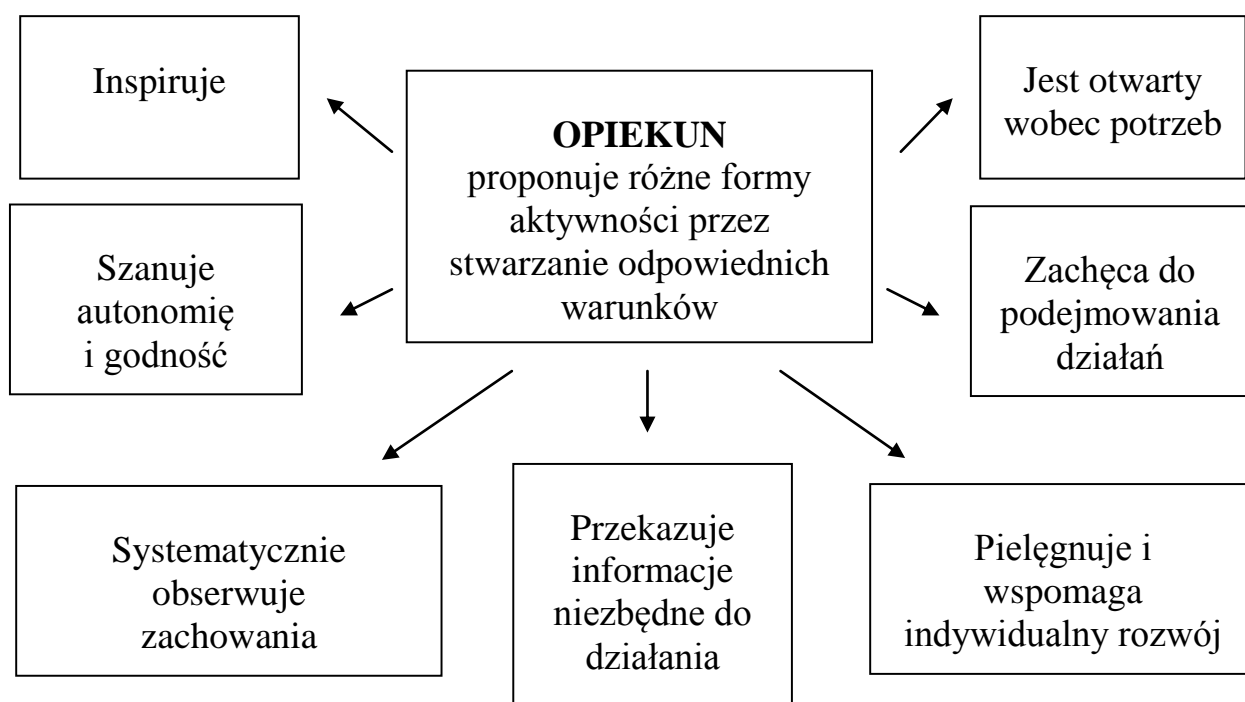 Inspiruje
OPIEKUN
proponuje różne formy
aktywności przez
stwarzanie odpowiednich
warunków
Jest otwarty
wobec potrzeb
Szanuje
autonomię
i godność
Zachęca do
podejmowania
działań
Systematycznie
obserwuje
zachowania
Przekazuje
informacje
niezbędne do
działania
Pielęgnuje i
wspomaga
indywidualny rozwój